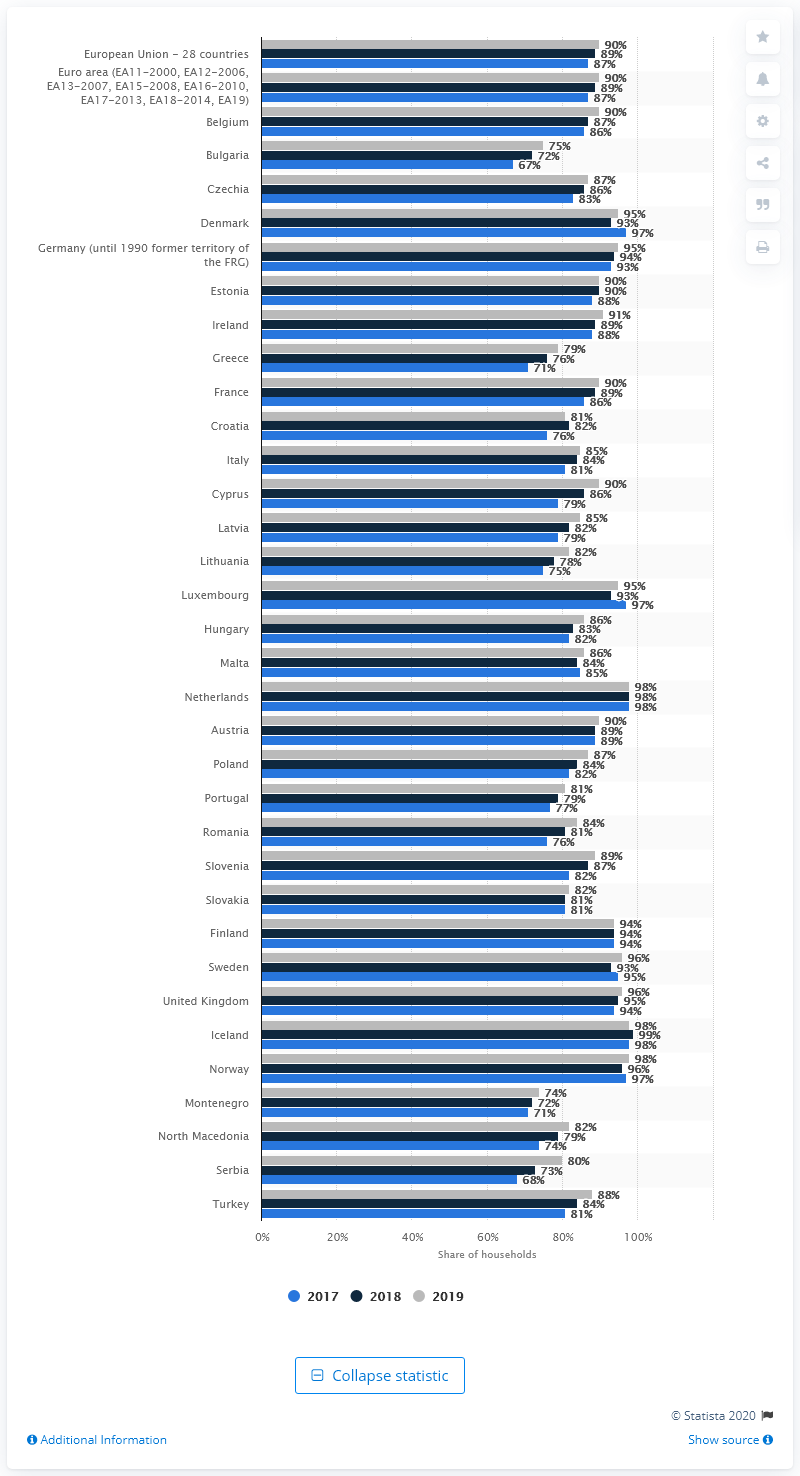 European Union - 28 countries
90%
89%
87%
Euro area (EA11-2000, EA12-2006,
EA13-2007, EA15-2008, EA16-2010,
EA17-2013, EA18-2014, EA19)
90%
89%
87%
Belgium
90%
87%
86%
Bulgaria
75%
72%
67%
Czechia
87%
86%
83%
Denmark
95%
93%
97%
Germany (until 1990 former territory of
the FRG)
95%
94%
93%
Estonia
90%
90%
88%
Ireland
91%
89%
88%
Greece
79%
76%
71%
France
90%
89%
86%
Croatia
81%
82%
76%
Italy
85%
84%
81%
Cyprus
90%
86%
79%
Latvia
85%
82%
79%
Lithuania
82%
78%
75%
Luxembourg
95%
93%
97%
Hungary
86%
83%
82%
Malta
86%
84%
85%
Netherlands
98%
98%
98%
Austria
90%
89%
89%
Poland
87%
84%
82%
Portugal
81%
79%
77%
Romania
84%
81%
76%
Slovenia
89%
87%
82%
Slovakia
82%
81%
81%
Finland
94%
94%
94%
Sweden
96%
93%
95%
United Kingdom
96%
95%
94%
Iceland
98%
99%
98%
Norway
98%
96%
97%
Montenegro
74%
72%
71%
North Macedonia
82%
79%
74%
Serbia
80%
73%
68%
Turkey
88%
84%
81%
0% 20% 40% 60% 80% 100%
Share of households
2017 2018 2019
Collapse statistic
© Statista 2020
Additional Information
Show source